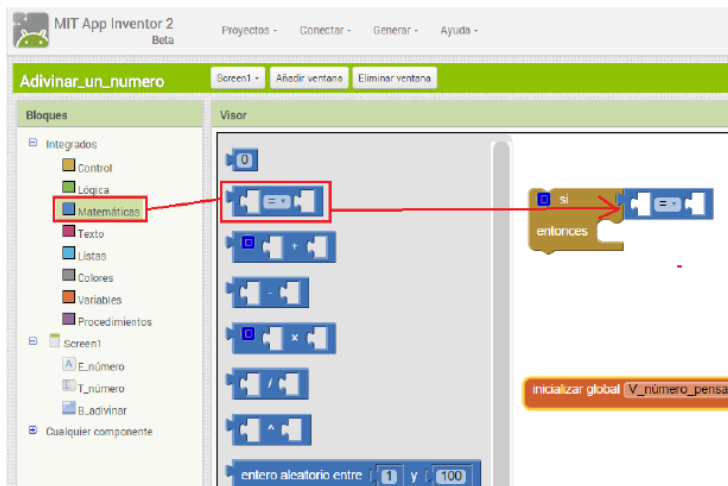 MIT App Inventor 2
Beta
Proyectos - Conectar - Generar - Ayuda -
Adivinar_un_numero
Screen1 - Añadir ventana Eliminar ventana
Bloques
Visor
Integrados
Control
Lógica
Matemáticas
Texto
Listas
Colores
Variables
Procedimientos
Screen1
E_número
T_número
B_adivinar
Cualquier componente
0
=
+
-
×
/
^
entero aleatorio entre 1 y 100
si =
entonces
inicializar global V_número_pensa